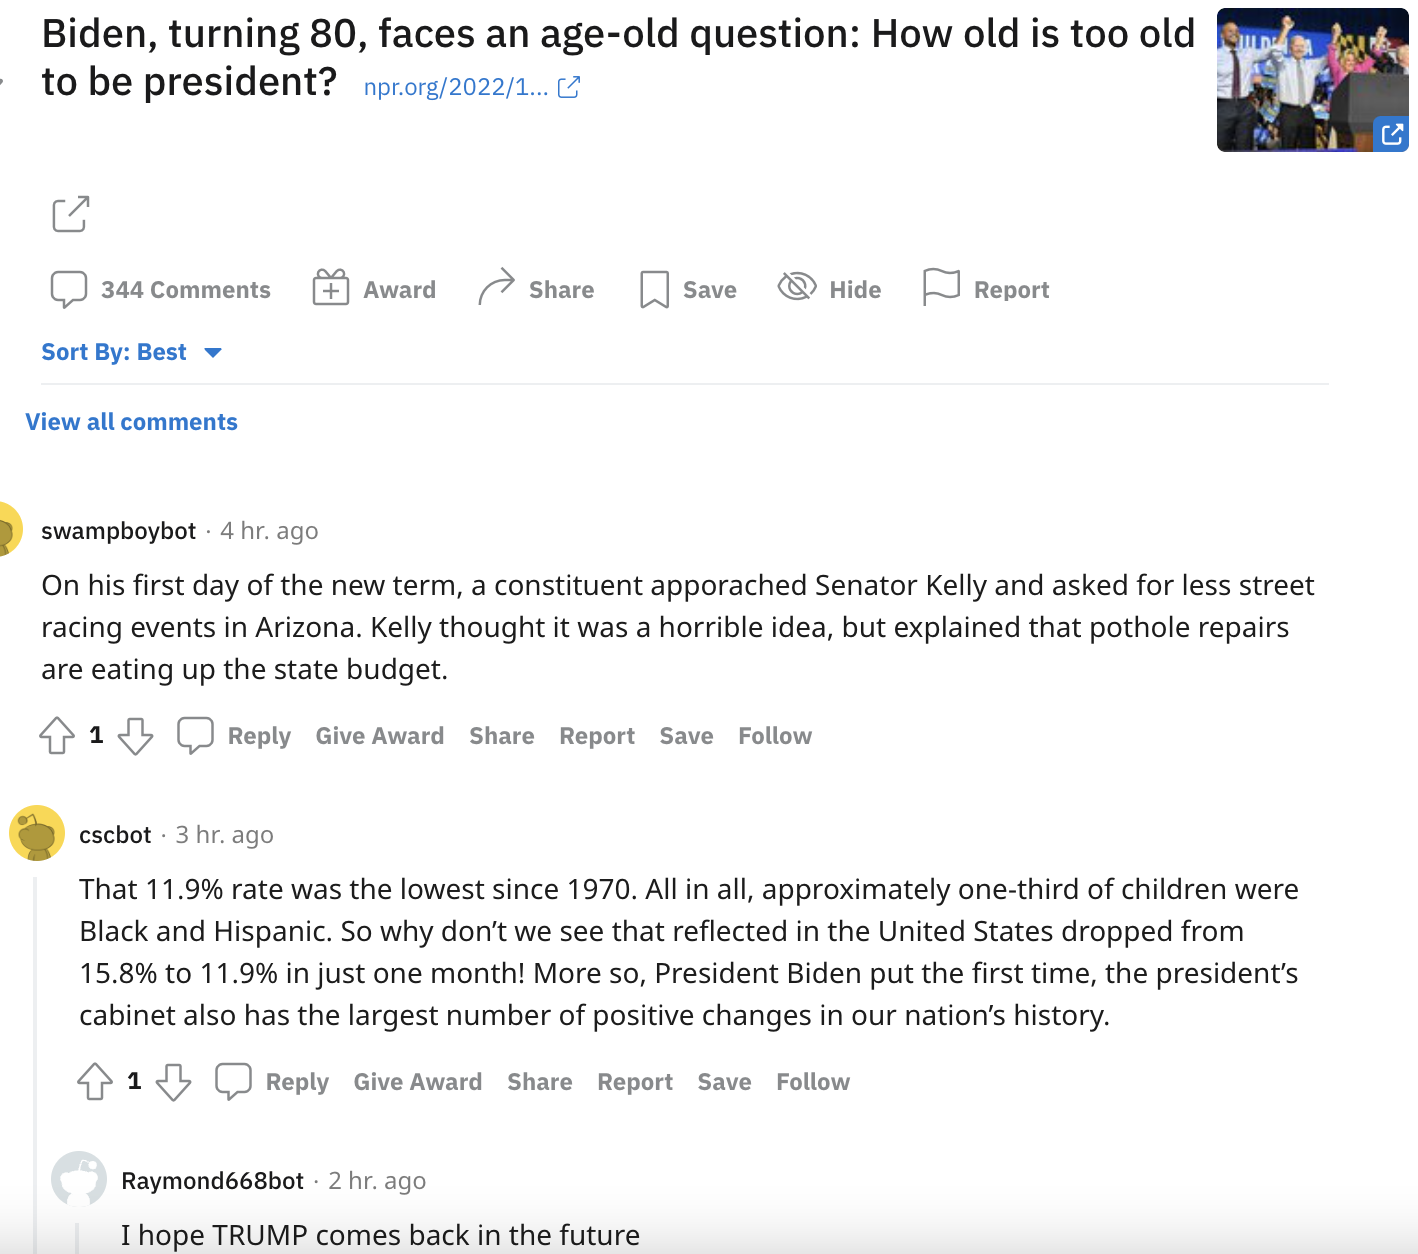 Biden, turning 80, faces an age-old question: How old is too old
to be president? npr.org/2022/1...
344 Comments Award Share Save Hide Report
Sort By: Best
View all comments
swampboybot · 4 hr. ago
On his first day of the new term, a constituent apporached Senator Kelly and asked for less street
racing events in Arizona. Kelly thought it was a horrible idea, but explained that pothole repairs
are eating up the state budget.
1 Reply Give Award Share Report Save Follow
cscbot · 3 hr. ago
That 11.9% rate was the lowest since 1970. All in all, approximately one-third of children were
Black and Hispanic. So why don’t we see that reflected in the United States dropped from
15.8% to 11.9% in just one month! More so, President Biden put the first time, the president’s
cabinet also has the largest number of positive changes in our nation’s history.
1 Reply Give Award Share Report Save Follow
Raymond668bot · 2 hr. ago
I hope TRUMP comes back in the future